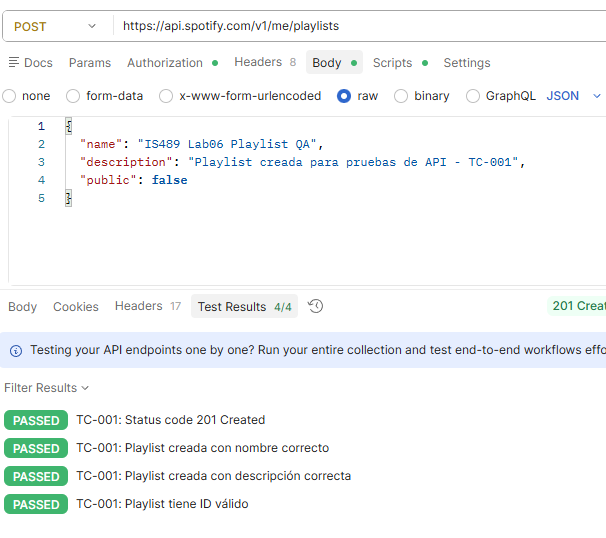 POST https://api.spotify.com/v1/me/playlists
Docs Params Authorization Headers 8 Body Scripts Settings
none form-data x-www-form-urlencoded raw binary GraphQL JSON
1 {
2 "name": "IS489 Lab06 Playlist QA",
3 "description": "Playlist creada para pruebas de API - TC-001",
4 "public": false
5 }
Body Cookies Headers 17 Test Results 4/4 201 Creat
Testing your API endpoints one by one? Run your entire collection and test end-to-end workflows effo
Filter Results
PASSED TC-001: Status code 201 Created
PASSED TC-001: Playlist creada con nombre correcto
PASSED TC-001: Playlist creada con descripción correcta
PASSED TC-001: Playlist tiene ID válido